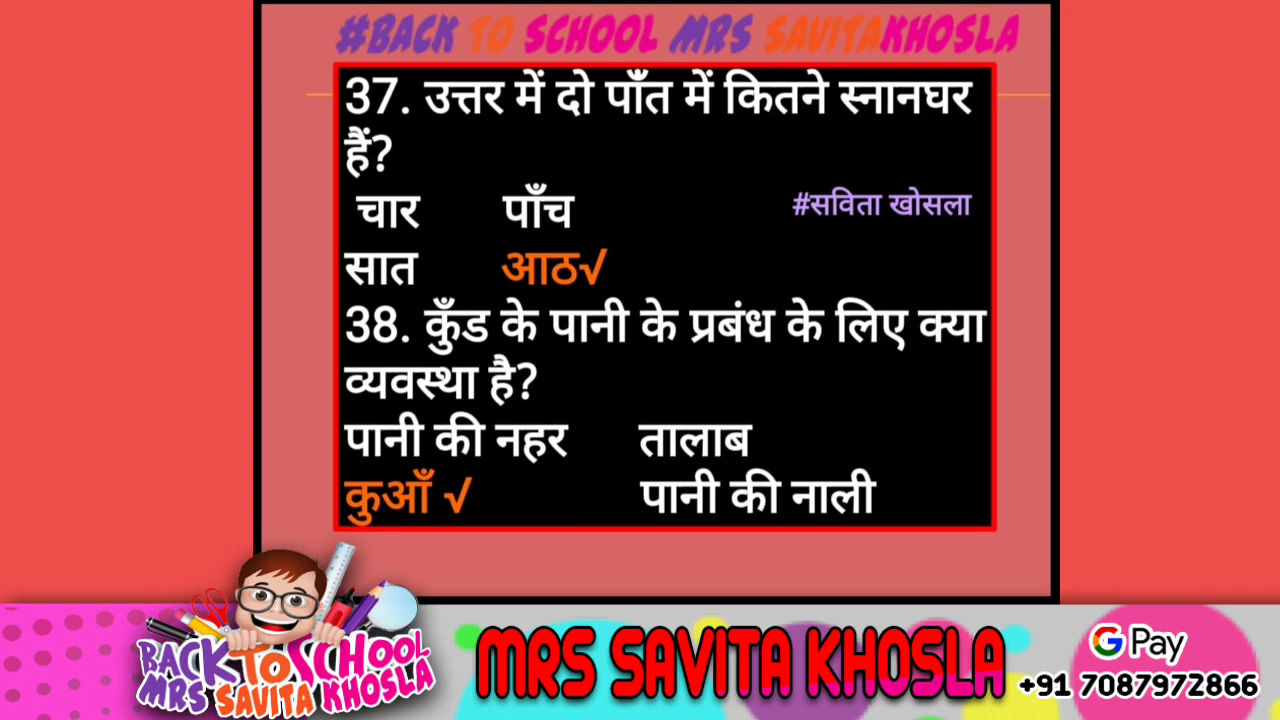 #BACK TO SCHOOL MRS SAVITAKHOSLA
37. उत्तर में दो पाँत में कितने स्नानघर
हैं?
चार पाँच #सविता खोसला
सात आठ√
38. कुँड के पानी के प्रबंध के लिए क्या
व्यवस्था है?
पानी की नहर तालाब
कुआँ √ पानी की नाली
BACK TO SCHOOL
MRS SAVITA KHOSLA
MRS SAVITA KHOSLA
G Pay
+91 7087972866